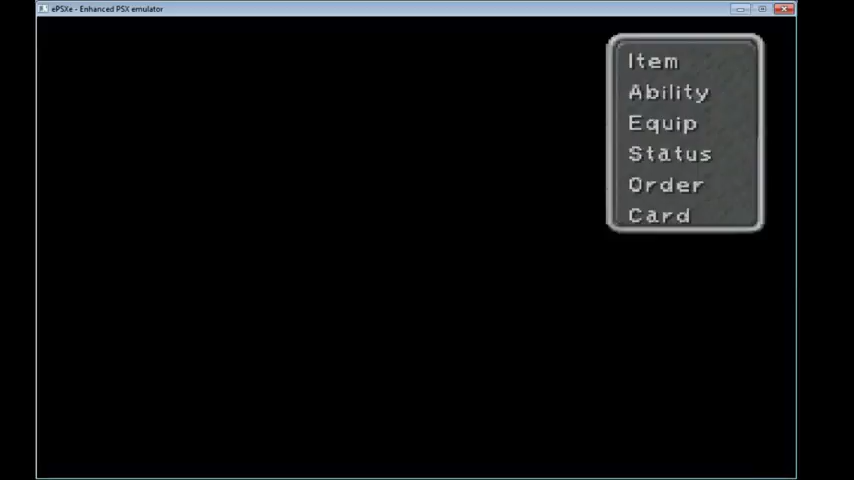 ePSXe - Enhanced PSX emulator
Item
Ability
Equip
Status
Order
Card